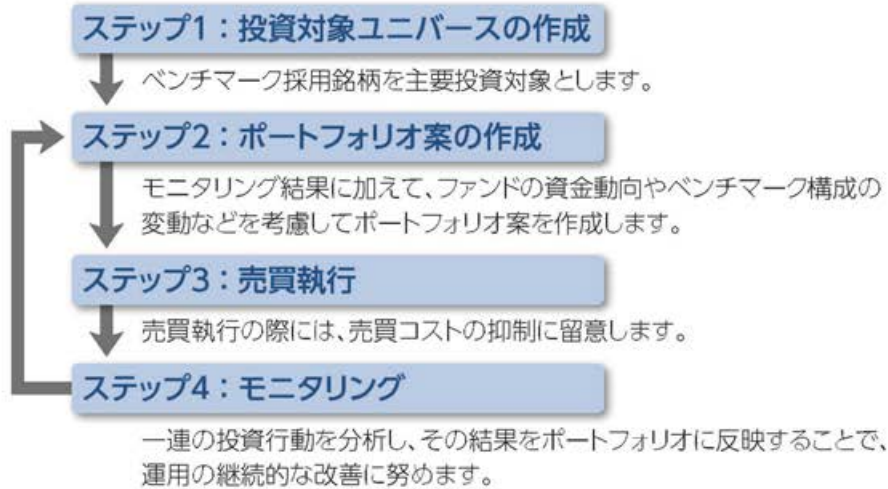 ステップ1：投資対象ユニバースの作成
ベンチマーク採用銘柄を主要投資対象とします。
ステップ2：ポートフォリオ案の作成
モニタリング結果に加えて、ファンドの資金動向やベンチマーク構成の
変動などを考慮してポートフォリオ案を作成します。
ステップ3：売買執行
売買執行の際には、売買コストの抑制に留意します。
ステップ4：モニタリング
一連の投資行動を分析し、その結果をポートフォリオに反映することで、
運用の継続的な改善に努めます。